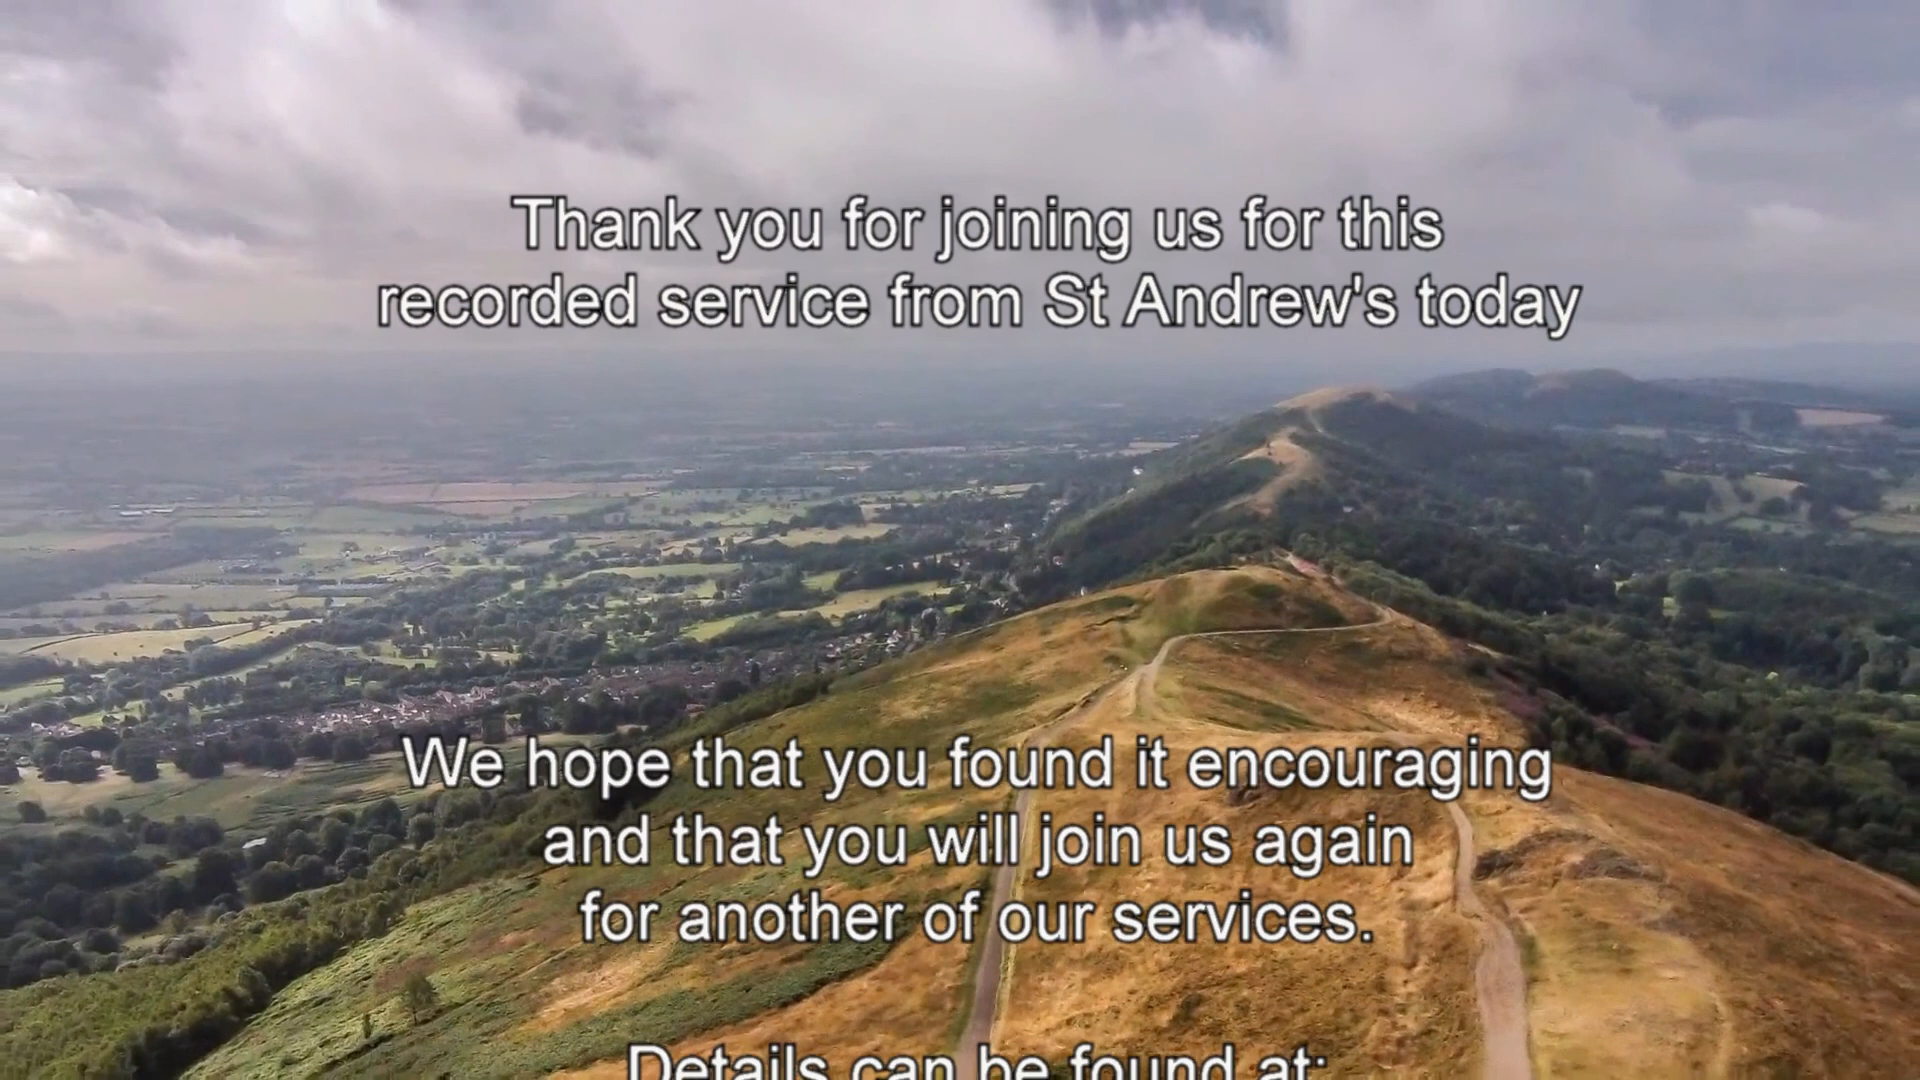 Thank you for joining us for this
recorded service from St Andrew's today
We hope that you found it encouraging
and that you will join us again
for another of our services.
Details can be found at: